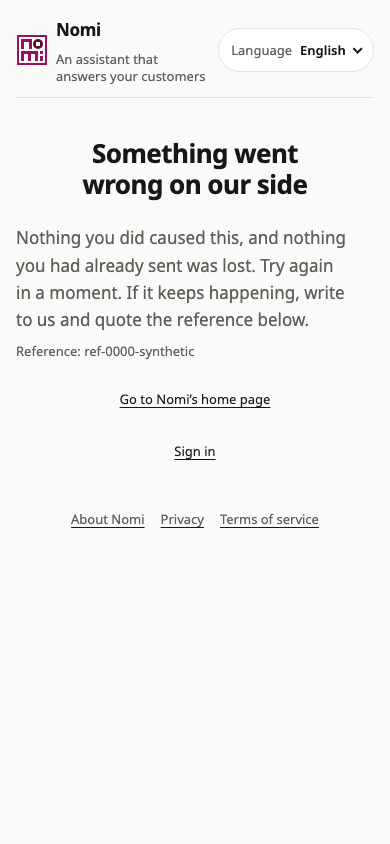 Nomi
An assistant that
answers your customers
Language English
Something went
wrong on our side
Nothing you did caused this, and nothing
you had already sent was lost. Try again
in a moment. If it keeps happening, write
to us and quote the reference below.
Reference: ref-0000-synthetic
Go to Nomi’s home page
Sign in
About Nomi Privacy Terms of service